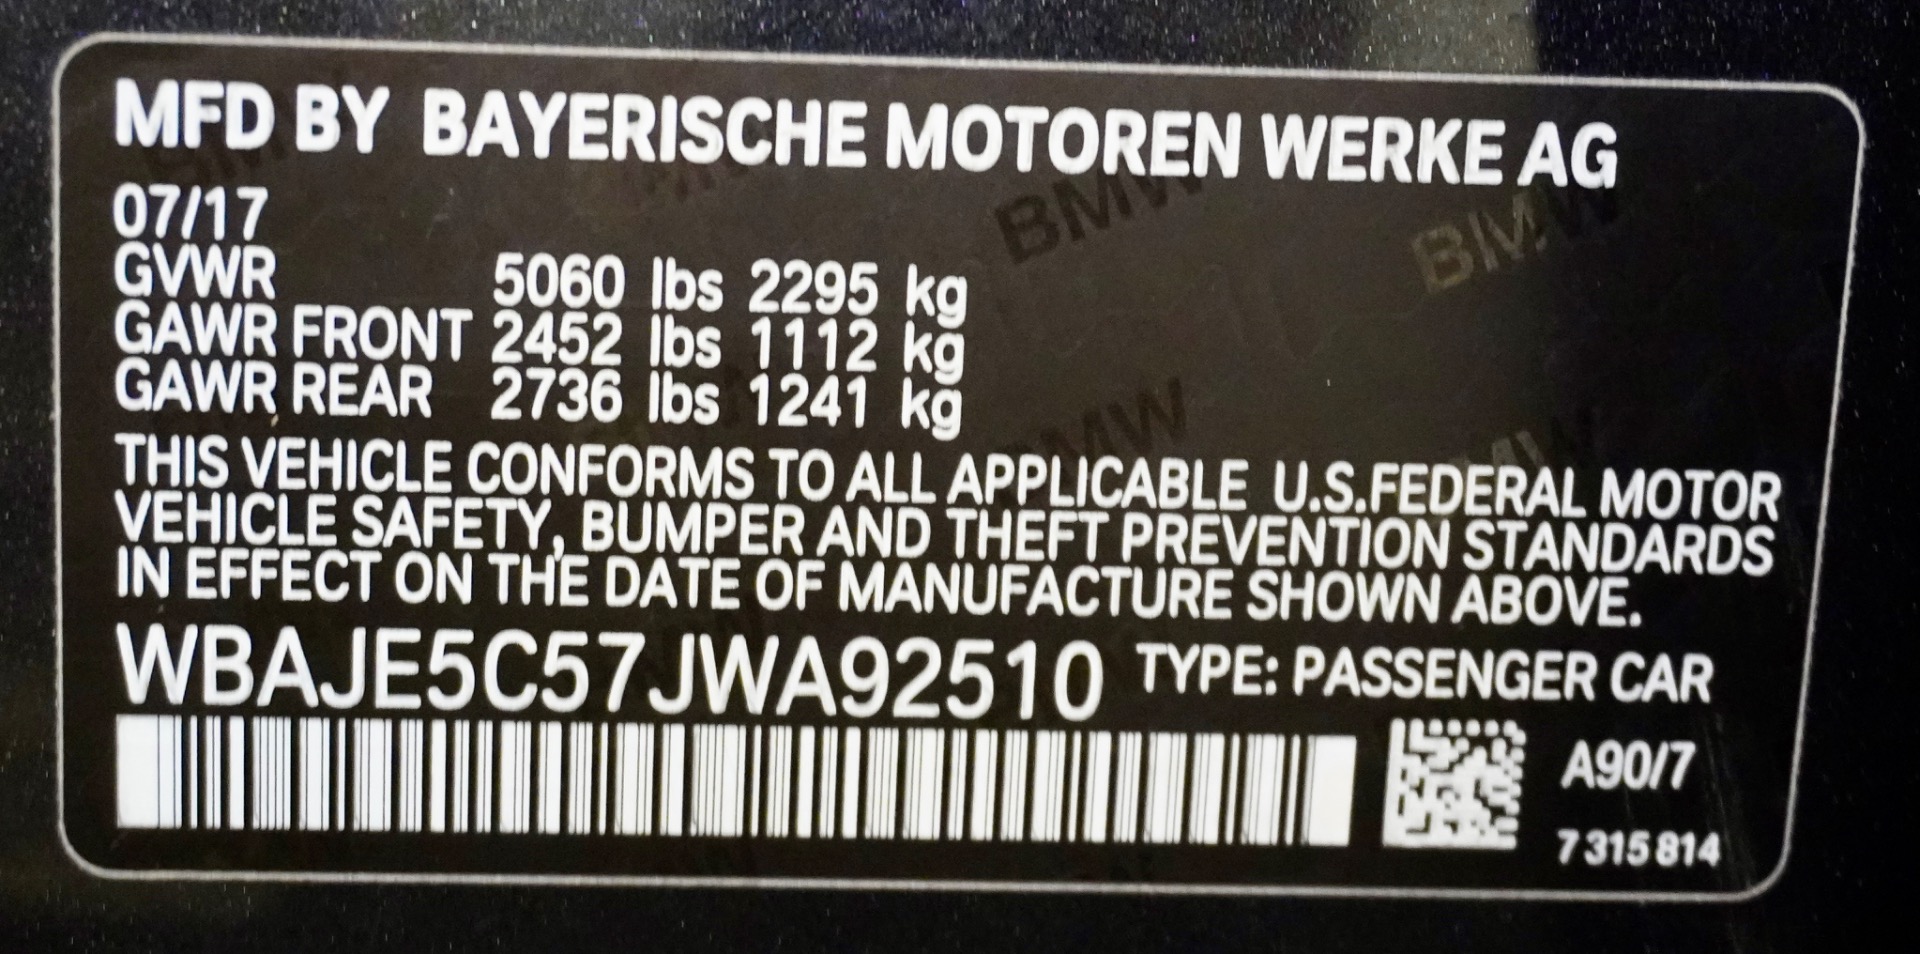 MFD BY BAYERISCHE MOTOREN WERKE AG
07/17
GVWR 5060 lbs 2295 kg
GAWR FRONT 2452 lbs 1112 kg
GAWR REAR 2736 lbs 1241 kg
THIS VEHICLE CONFORMS TO ALL APPLICABLE U.S.FEDERAL MOTOR
VEHICLE SAFETY, BUMPER AND THEFT PREVENTION STANDARDS
IN EFFECT ON THE DATE OF MANUFACTURE SHOWN ABOVE.
WBAJE5C57JWA92510 TYPE: PASSENGER CAR
A90/7
7 315 814
BMW
BMW
BMW